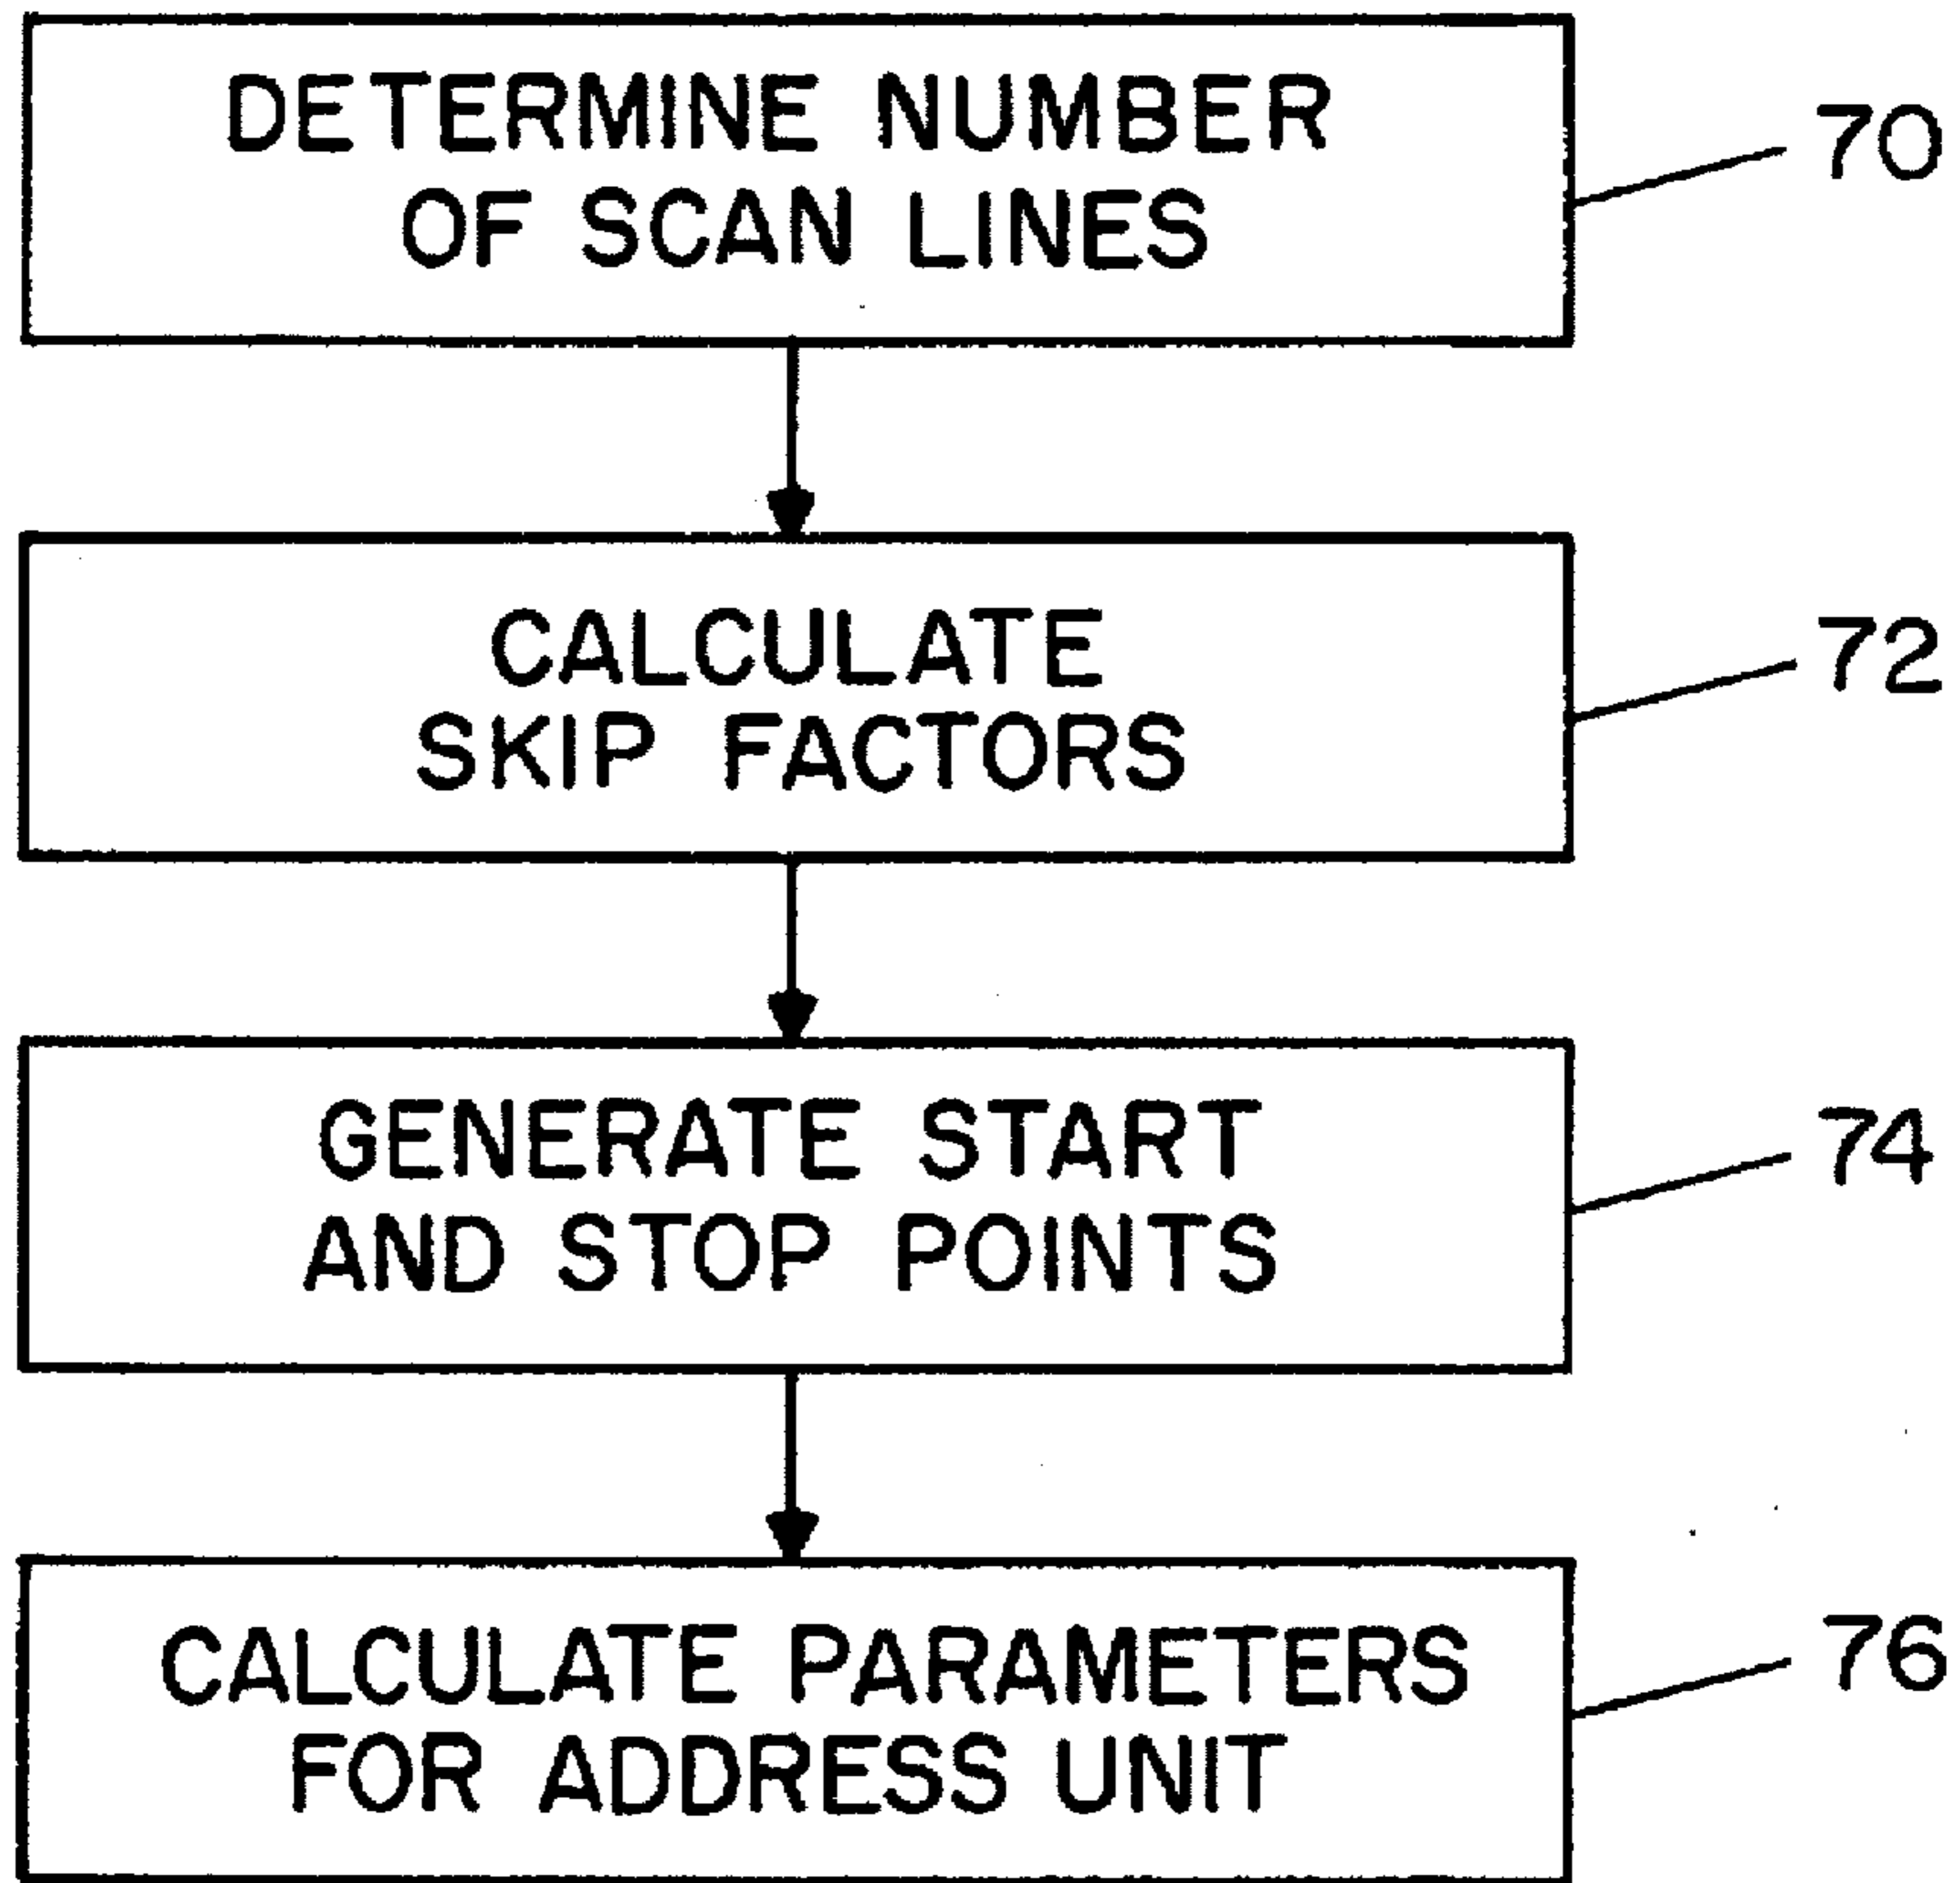 DETERMINE NUMBER
OF SCAN LINES
70
CALCULATE
SKIP FACTORS
72
GENERATE START
AND STOP POINTS
74
CALCULATE PARAMETERS
FOR ADDRESS UNIT
76